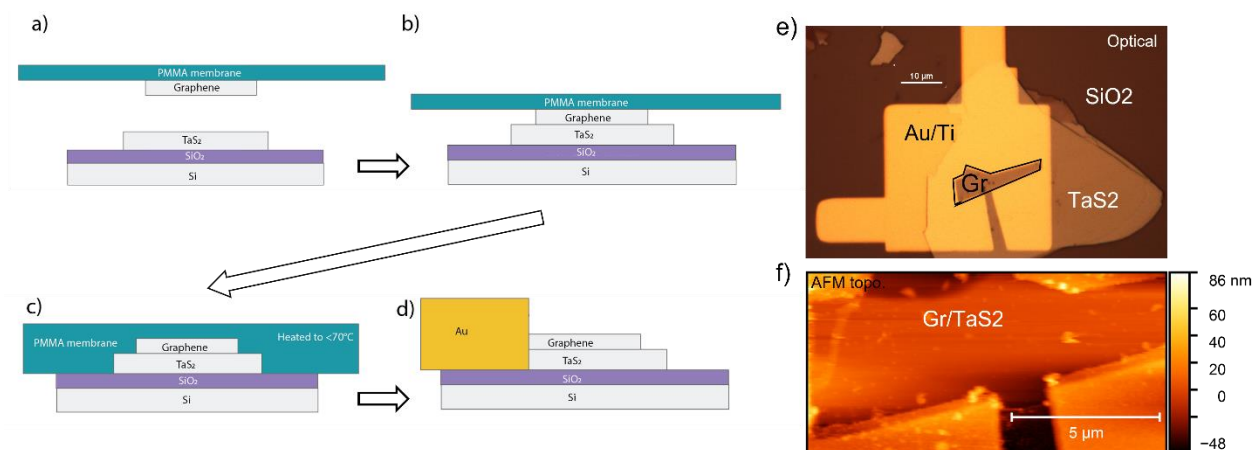 a)
PMMA membrane
Graphene
TaS₂
SiO₂
Si
b)
PMMA membrane
Graphene
TaS₂
SiO₂
Si
c)
PMMA membrane
Heated to <70°C
Graphene
TaS₂
SiO₂
Si
d)
Au
Graphene
TaS₂
SiO₂
Si
e)
Optical
10 µm
SiO2
Au/Ti
Gr
TaS2
f)
AFM topo.
Gr/TaS2
5 µm
86 nm
60
40
20
0
−48